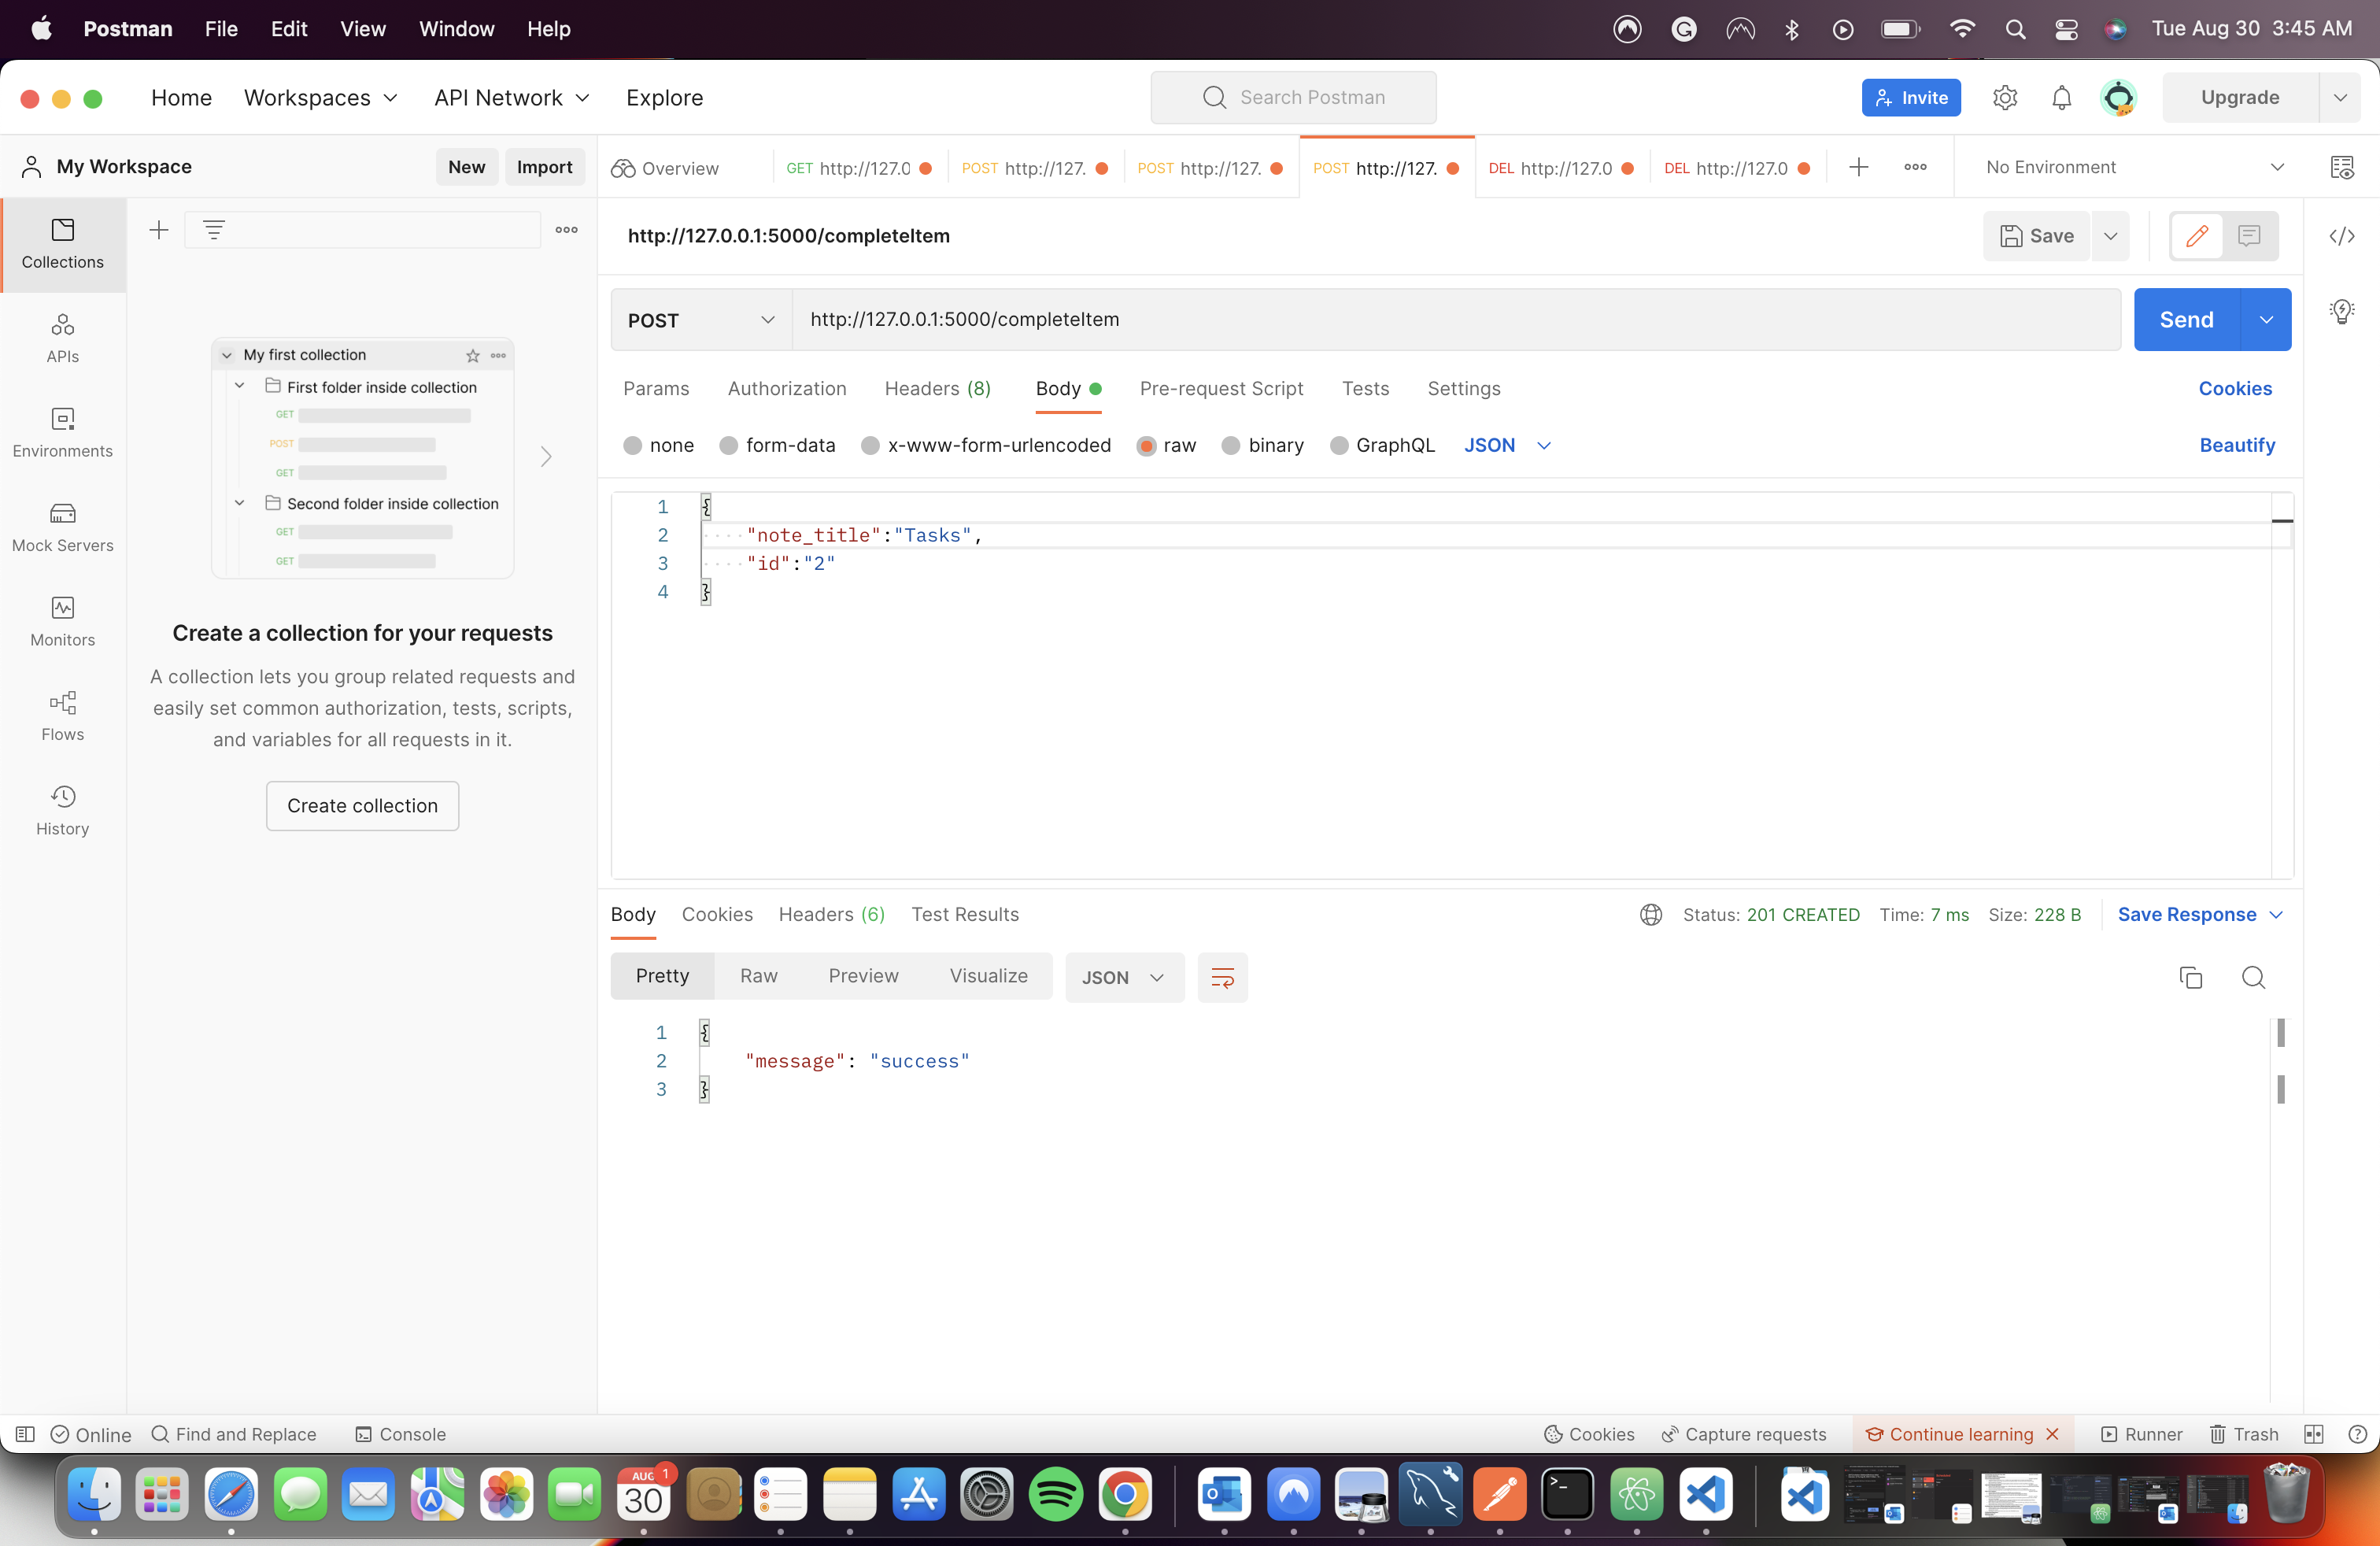 Postman File Edit View Window Help Tue Aug 30 3:45 AM
Home Workspaces API Network Explore Search Postman Invite Upgrade
My Workspace New Import Overview GET http://127.0 POST http://127. POST http://127. POST http://127. DEL http://127.0 DEL http://127.0 No Environment
Collections
http://127.0.0.1:5000/completeItem Save
POST http://127.0.0.1:5000/completeItem Send
APIs
My first collection
First folder inside collection
GET
POST
GET
Second folder inside collection
GET
GET
Params Authorization Headers (8) Body Pre-request Script Tests Settings Cookies
none form-data x-www-form-urlencoded raw binary GraphQL JSON Beautify
Environments
1 {
2 "note_title":"Tasks",
3 "id":"2"
4 }
Mock Servers
Monitors
Flows
History
Create a collection for your requests
A collection lets you group related requests and
easily set common authorization, tests, scripts,
and variables for all requests in it.
Create collection
Body Cookies Headers (6) Test Results Status: 201 CREATED Time: 7 ms Size: 228 B Save Response
Pretty Raw Preview Visualize JSON
1 {
2 "message": "success"
3 }
Online Find and Replace Console Cookies Capture requests Continue learning Runner Trash
AUG 1
30